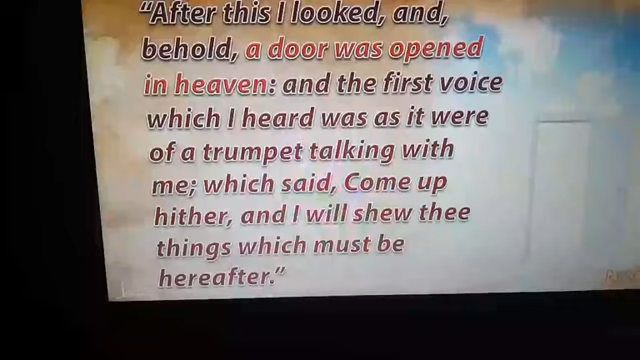 “After this I looked, and,
behold, a door was opened
in heaven: and the first voice
which I heard was as it were
of a trumpet talking with
me; which said, Come up
hither, and I will shew thee
things which must be
hereafter.”